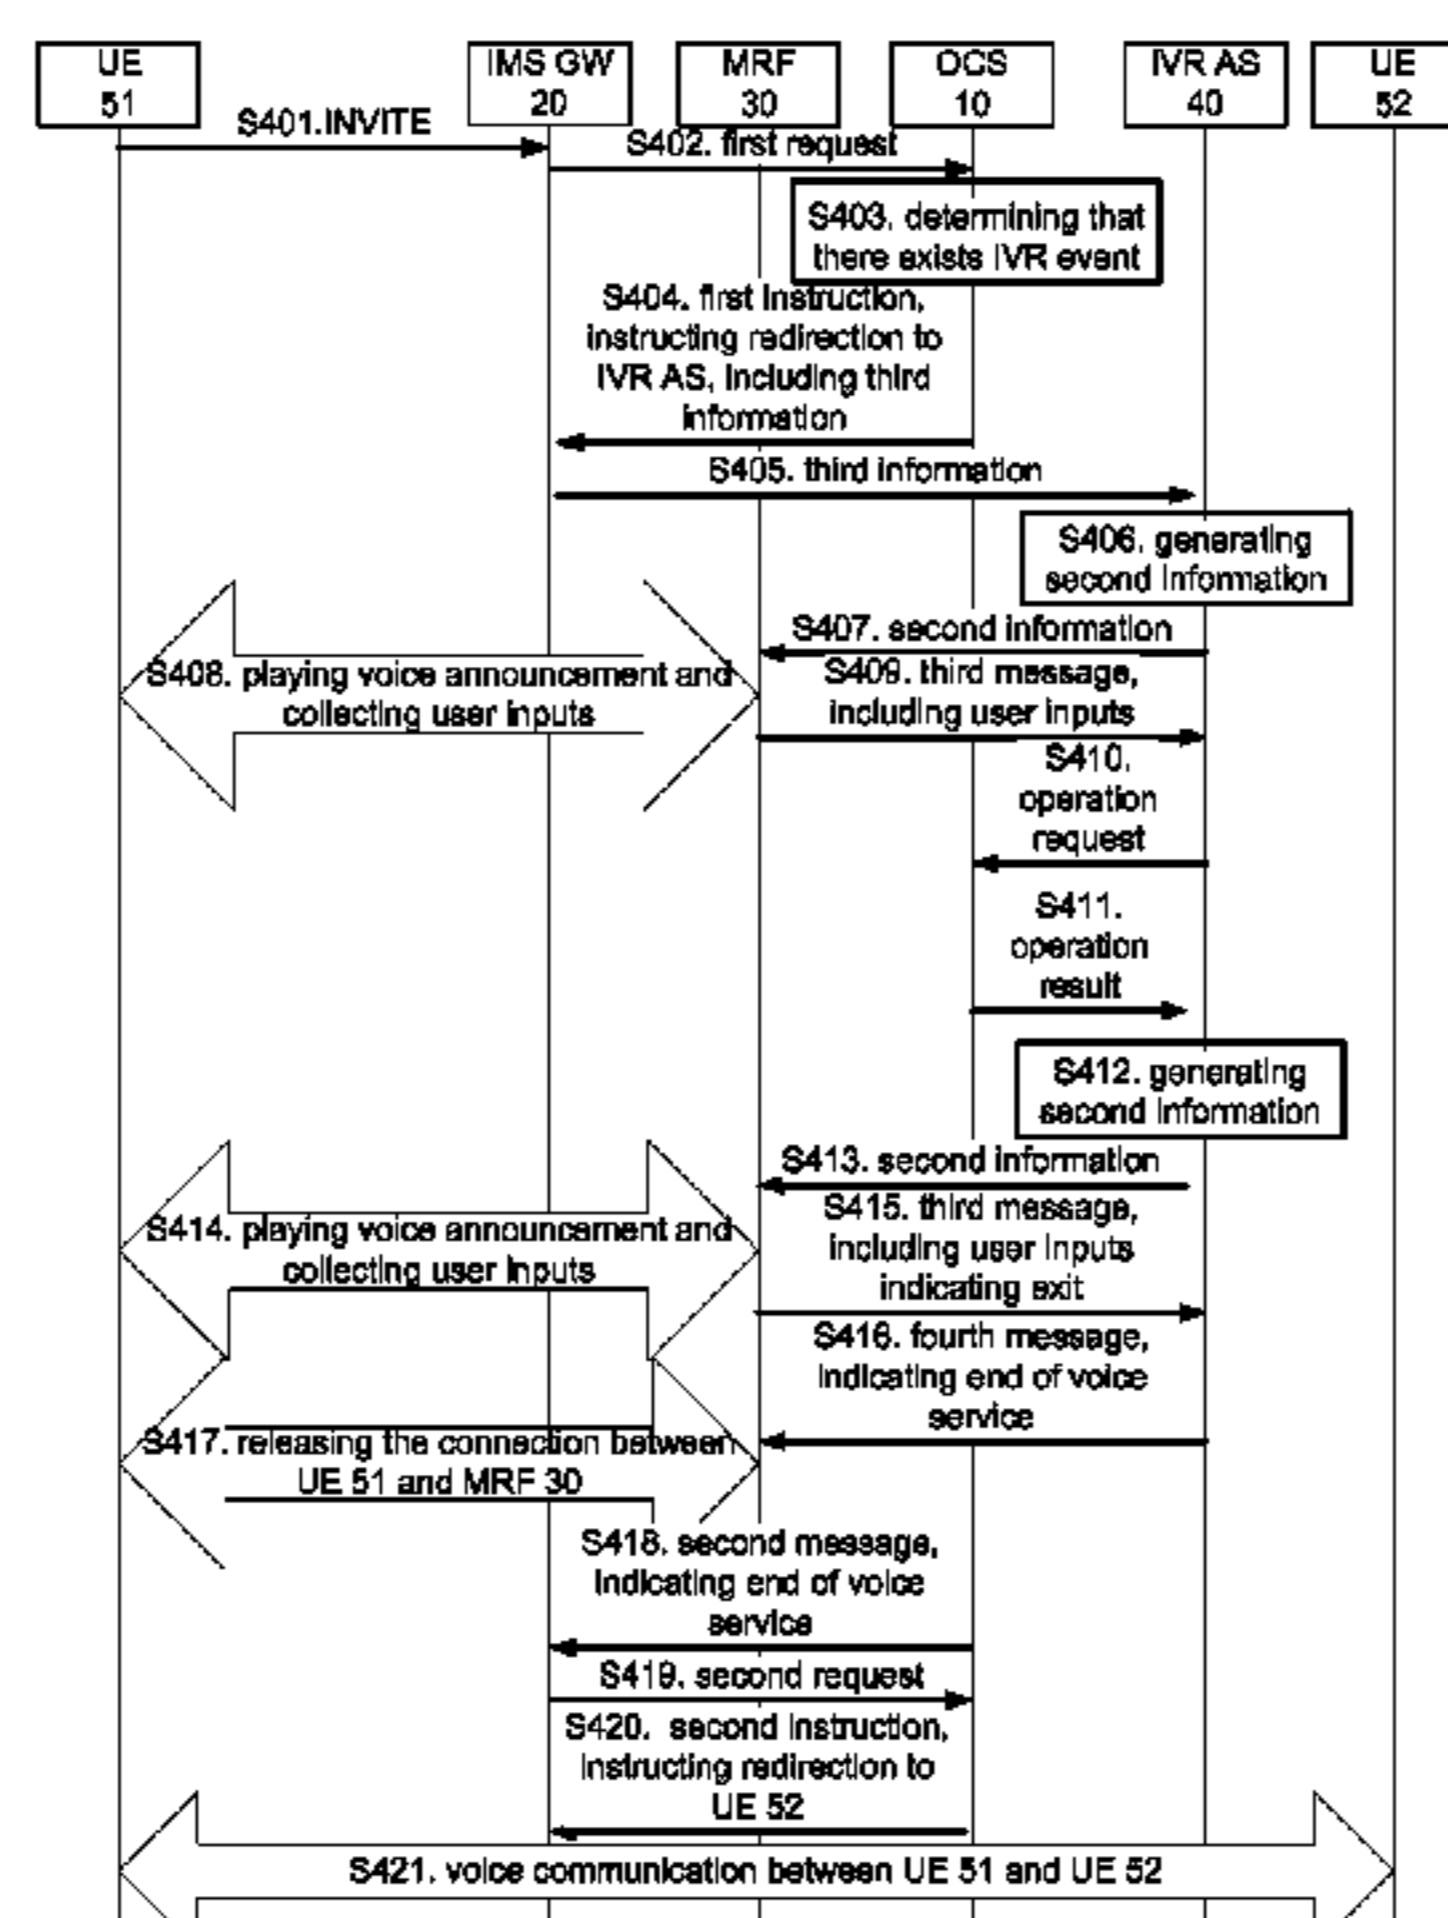 UE
51
IMS GW
20
MRF
30
OCS
10
IVR AS
40
UE
52
S401.INVITE
S402. first request
S403. determining that
there exists IVR event
S404. first instruction,
instructing redirection to
IVR AS, including third
information
S405. third information
S406. generating
second information
S407. second information
S408. playing voice announcement and
collecting user inputs
S409. third message,
including user inputs
S410.
operation
request
S411.
operation
result
S412. generating
second information
S413. second information
S414. playing voice announcement and
collecting user inputs
S415. third message,
including user inputs
indicating exit
S416. fourth message,
indicating end of voice
service
S417. releasing the connection between
UE 51 and MRF 30
S418. second message,
indicating end of voice
service
S419. second request
S420. second instruction,
instructing redirection to
UE 52
S421. voice communication between UE 51 and UE 52